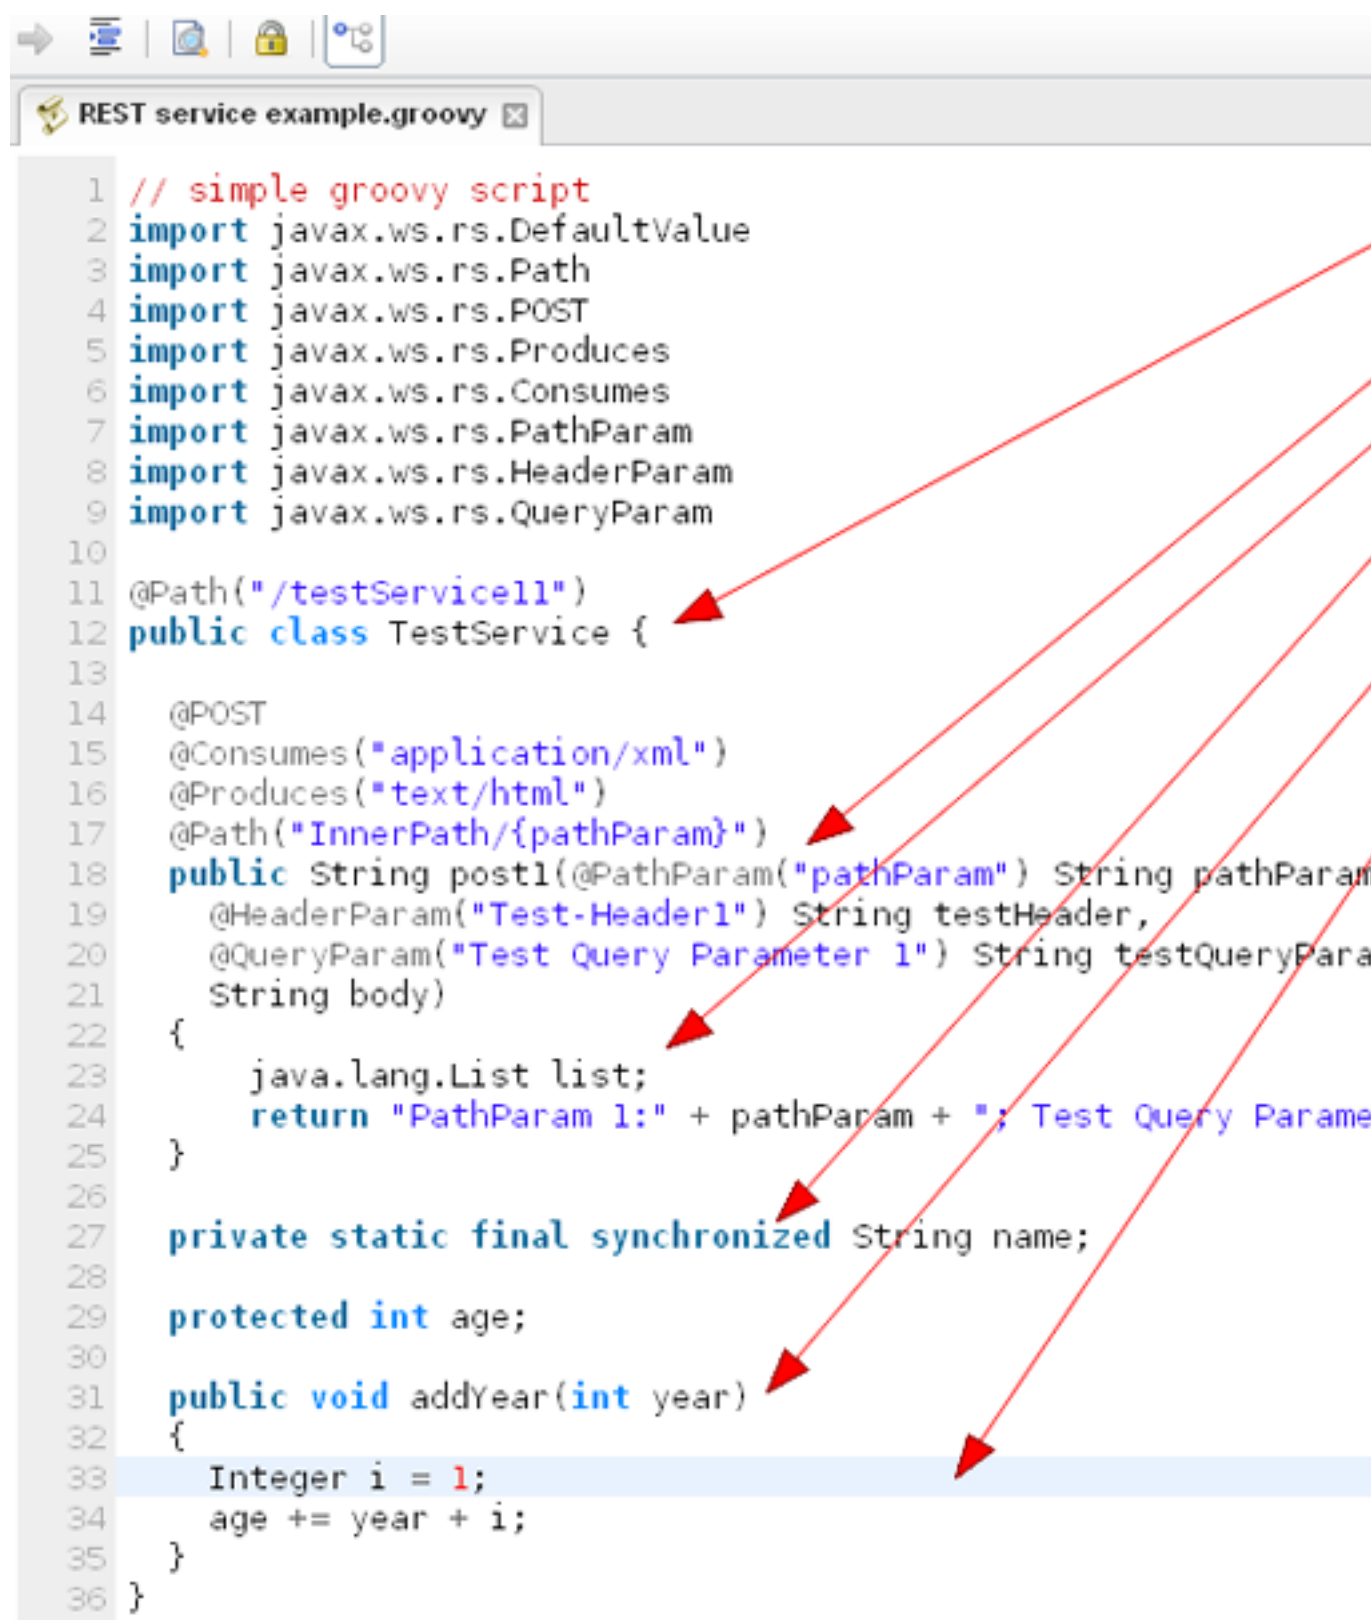 REST service example.groovy
1 // simple groovy script
2 import javax.ws.rs.DefaultValue
3 import javax.ws.rs.Path
4 import javax.ws.rs.POST
5 import javax.ws.rs.Produces
6 import javax.ws.rs.Consumes
7 import javax.ws.rs.PathParam
8 import javax.ws.rs.HeaderParam
9 import javax.ws.rs.QueryParam
10
11 @Path("/testService11")
12 public class TestService {
13
14 @POST
15 @Consumes("application/xml")
16 @Produces("text/html")
17 @Path("InnerPath/{pathParam}")
18 public String post1(@PathParam("pathParam") String pathParam
19 @HeaderParam("Test-Header1") String testHeader,
20 @QueryParam("Test Query Parameter 1") String testQueryPara
21 String body)
22 {
23 java.lang.List list;
24 return "PathParam 1:" + pathParam + "; Test Query Parame
25 }
26
27 private static final synchronized String name;
28
29 protected int age;
30
31 public void addYear(int year)
32 {
33 Integer i = 1;
34 age += year + i;
35 }
36 }